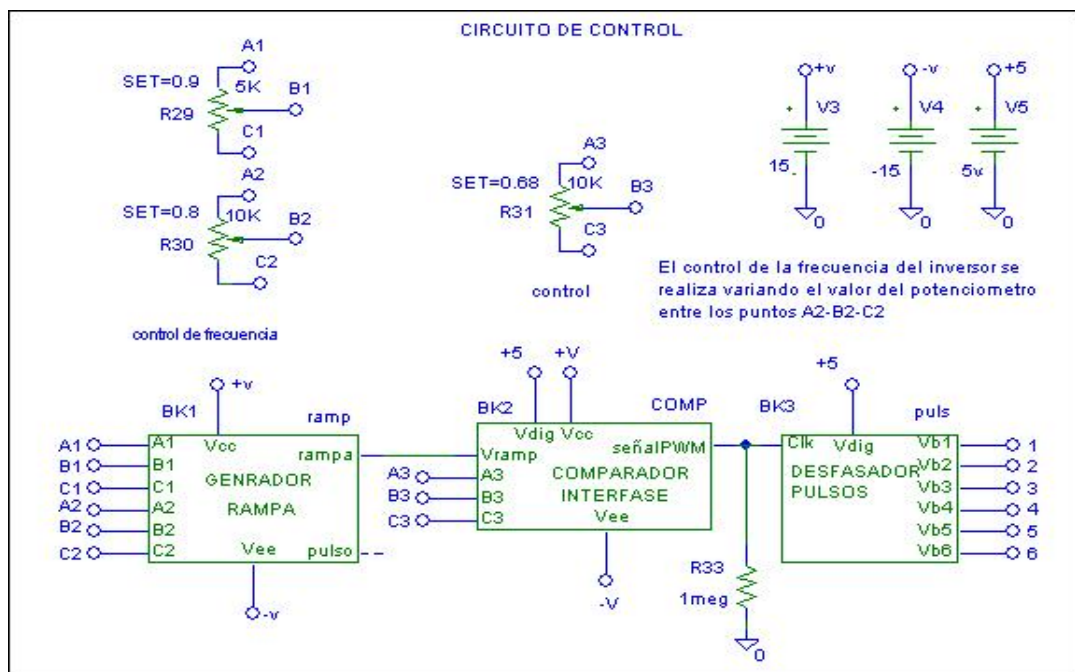 CIRCUITO DE CONTROL
A1
SET=0.9
5K
B1
R29
C1
A2
SET=0.8
10K
B2
R30
C2
control de frecuencia
A3
SET=0.68
10K
B3
R31
C3
control
+v
-v
+5
V3
V4
V5
15
-15
5v
0
0
0
El control de la frecuencia del inversor se
realiza variando el valor del potenciometro
entre los puntos A2-B2-C2
+v
BK1
ramp
A1
B1
C1
A2
B2
C2
A1
B1
C1
A2
B2
C2
Vcc
rampa
GENRADOR
RAMPA
Vee
pulso
-v
+5
+V
BK2
COMP
Vdig Vcc
Vramp
señalPWM
A3
B3
C3
A3
B3
C3
COMPARADOR
INTERFASE
Vee
-V
R33
1meg
0
+5
BK3
puls
Clk
Vdig
DESFASADOR
PULSOS
Vb1
Vb2
Vb3
Vb4
Vb5
Vb6
1
2
3
4
5
6